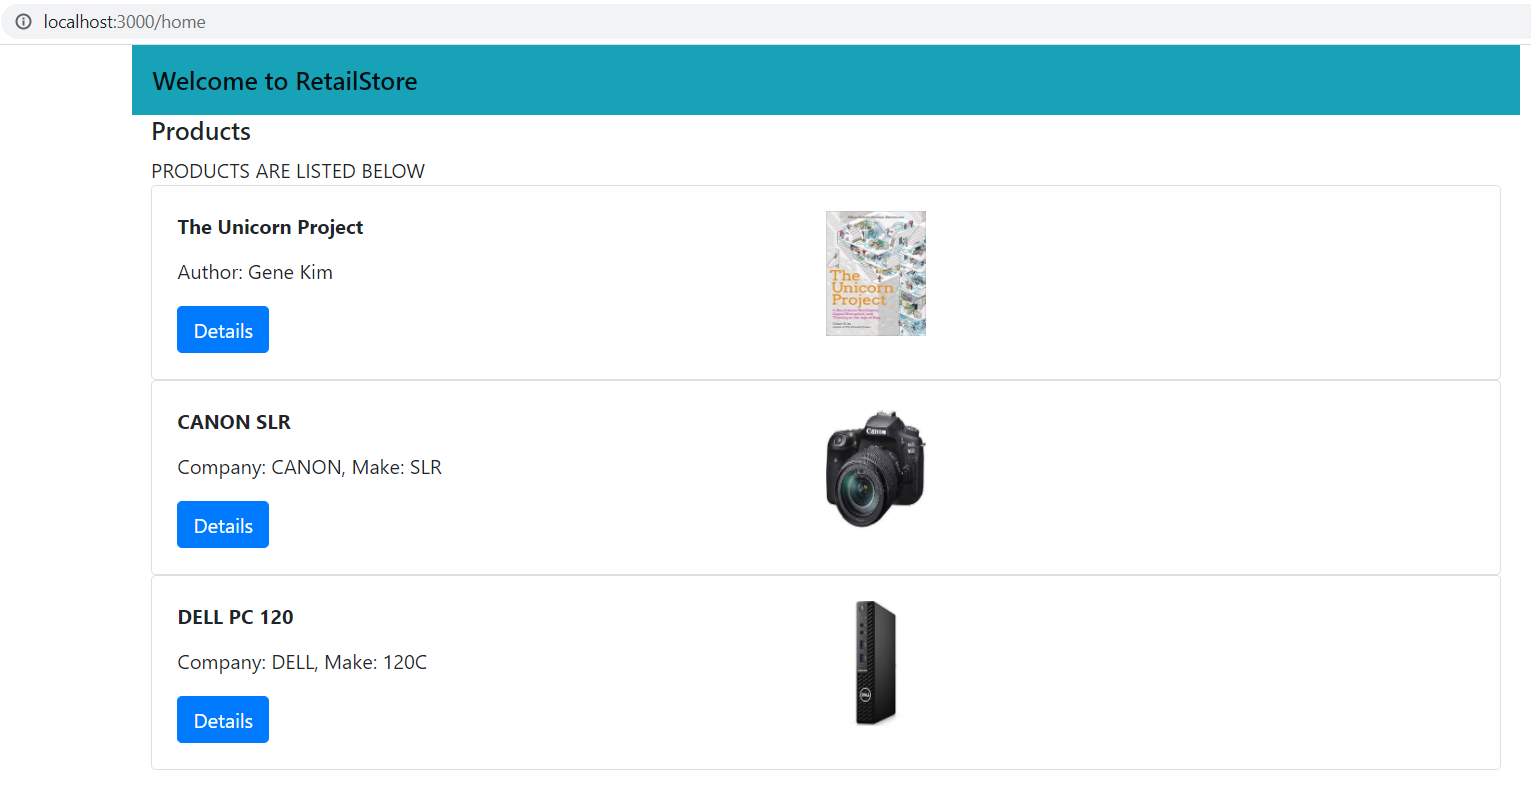 localhost:3000/home
Welcome to RetailStore
Products
PRODUCTS ARE LISTED BELOW
The Unicorn Project
Author: Gene Kim
Details
The
Unicorn
Project
CANON SLR
Company: CANON, Make: SLR
Details
Canon
DELL PC 120
Company: DELL, Make: 120C
Details
DELL